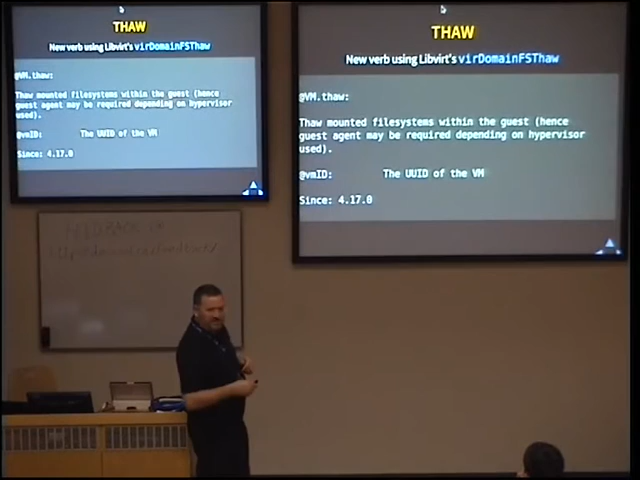 THAW
New verb using Libvirt's virDomainFSThaw
@VM.thaw:
Thaw mounted filesystems within the guest (hence
guest agent may be required depending on hypervisor
used).
@vmID: The UUID of the VM
Since: 4.17.0
THAW
New verb using Libvirt's virDomainFSThaw
@VM.thaw:
Thaw mounted filesystems within the guest (hence
guest agent may be required depending on hypervisor
used).
@vmID: The UUID of the VM
Since: 4.17.0